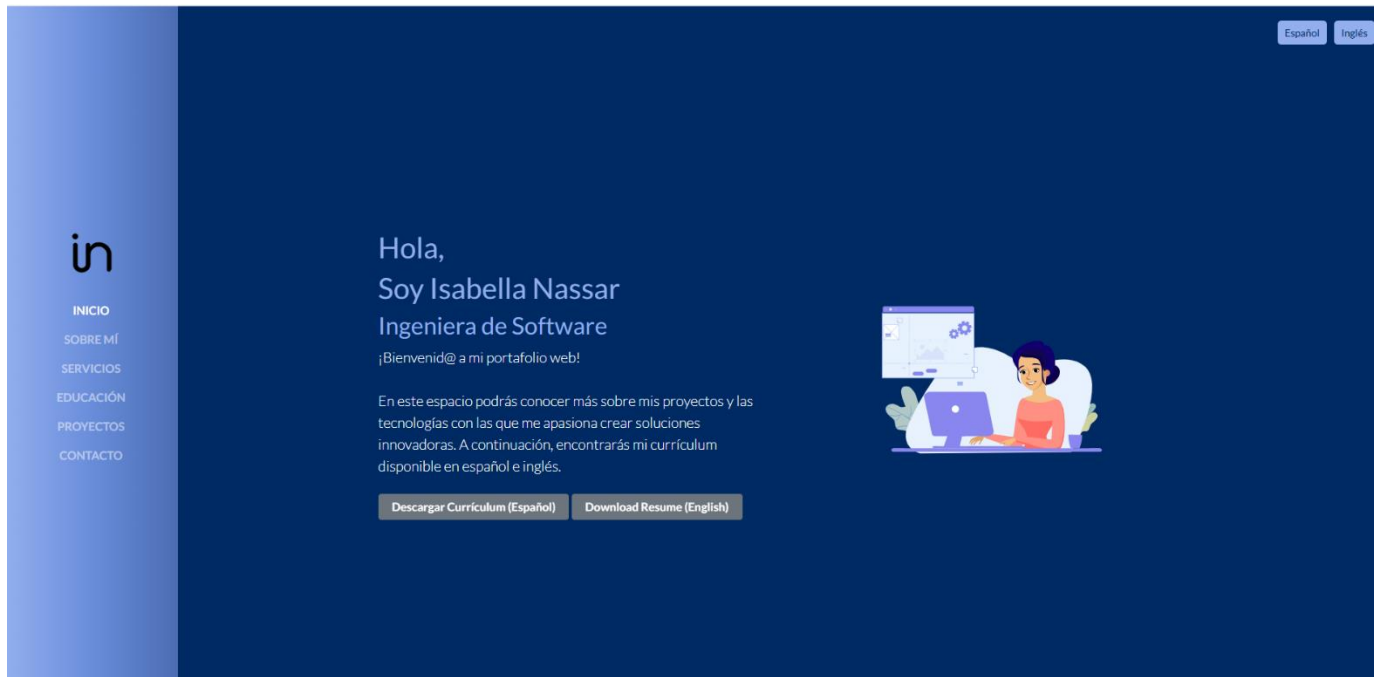 Español
Inglés
in
INICIO
SOBRE MÍ
SERVICIOS
EDUCACIÓN
PROYECTOS
CONTACTO
Hola,
Soy Isabella Nassar
Ingeniera de Software
¡Bienvenid@ a mi portafolio web!
En este espacio podrás conocer más sobre mis proyectos y las
tecnologías con las que me apasiona crear soluciones
innovadoras. A continuación, encontrarás mi currículum
disponible en español e inglés.
Descargar Currículum (Español)
Download Resume (English)